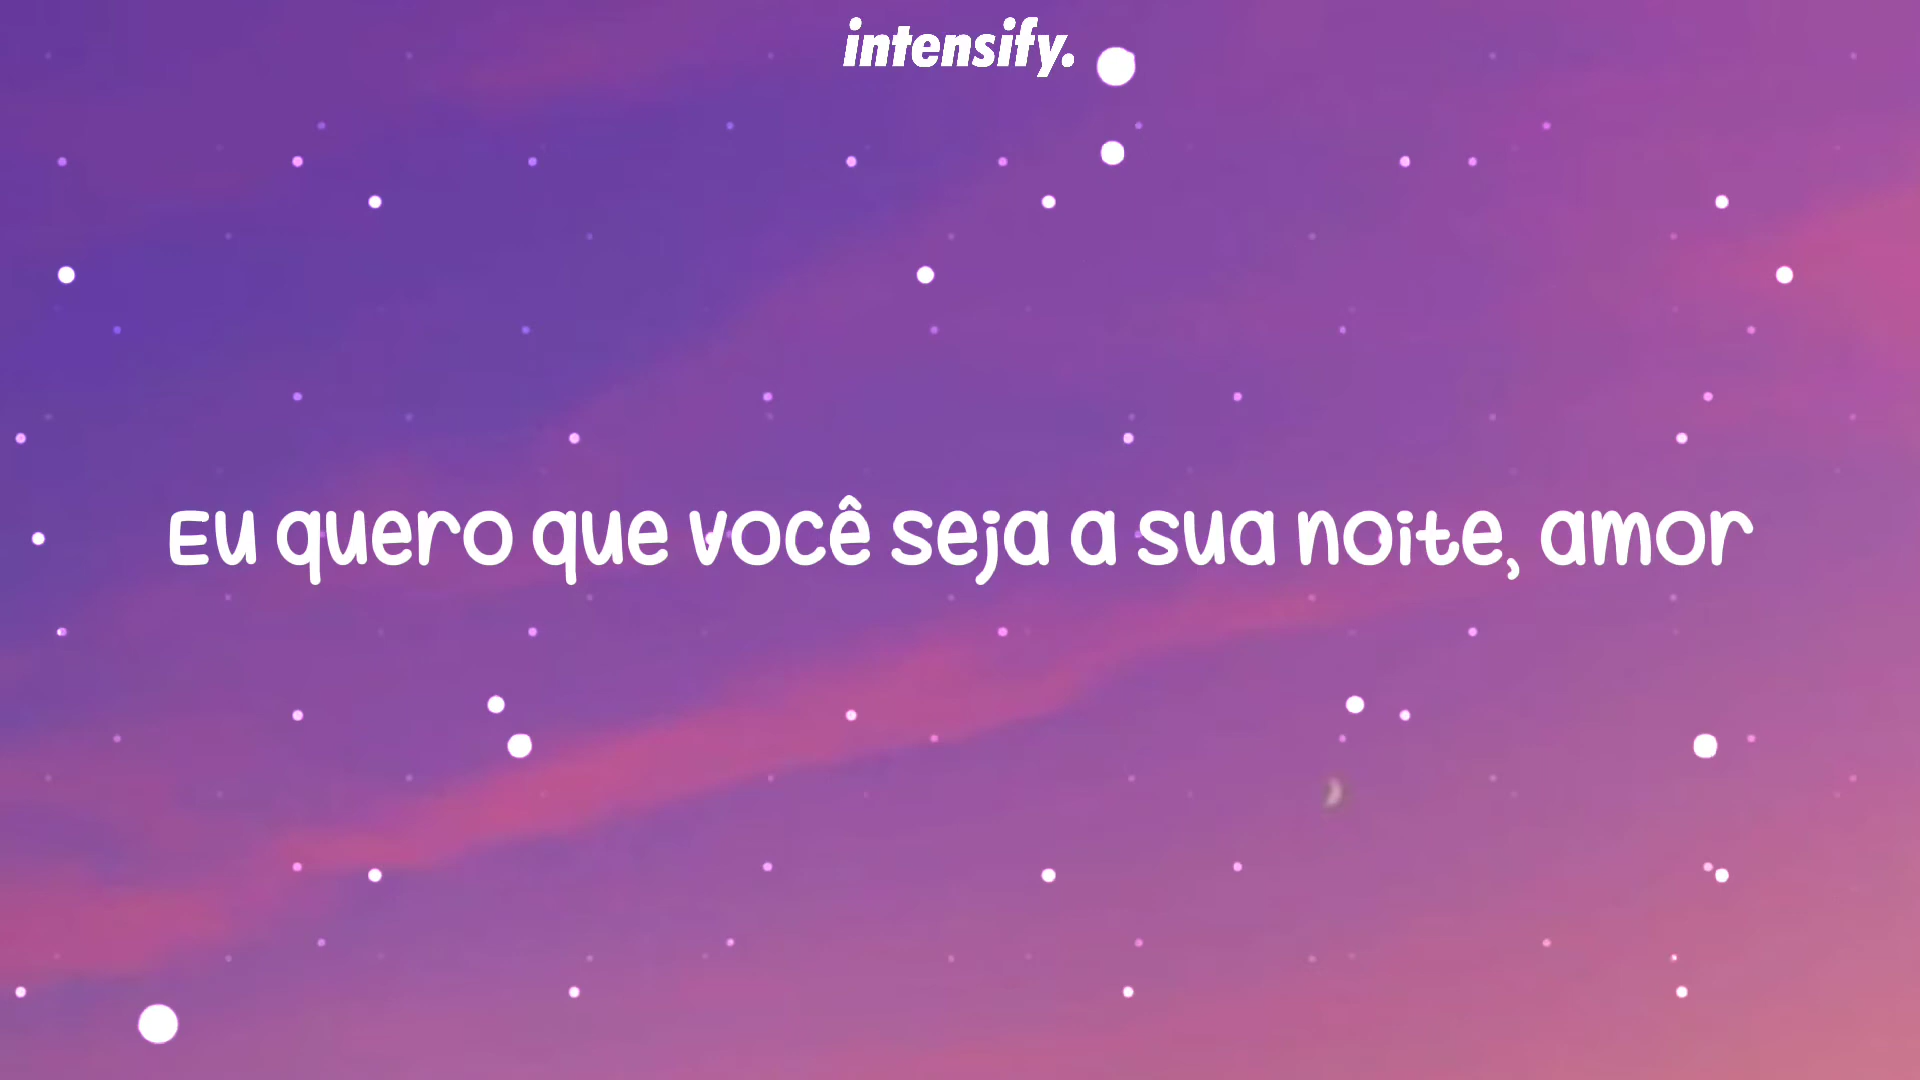 intensify.
Eu quero que você seja a sua noite, amor